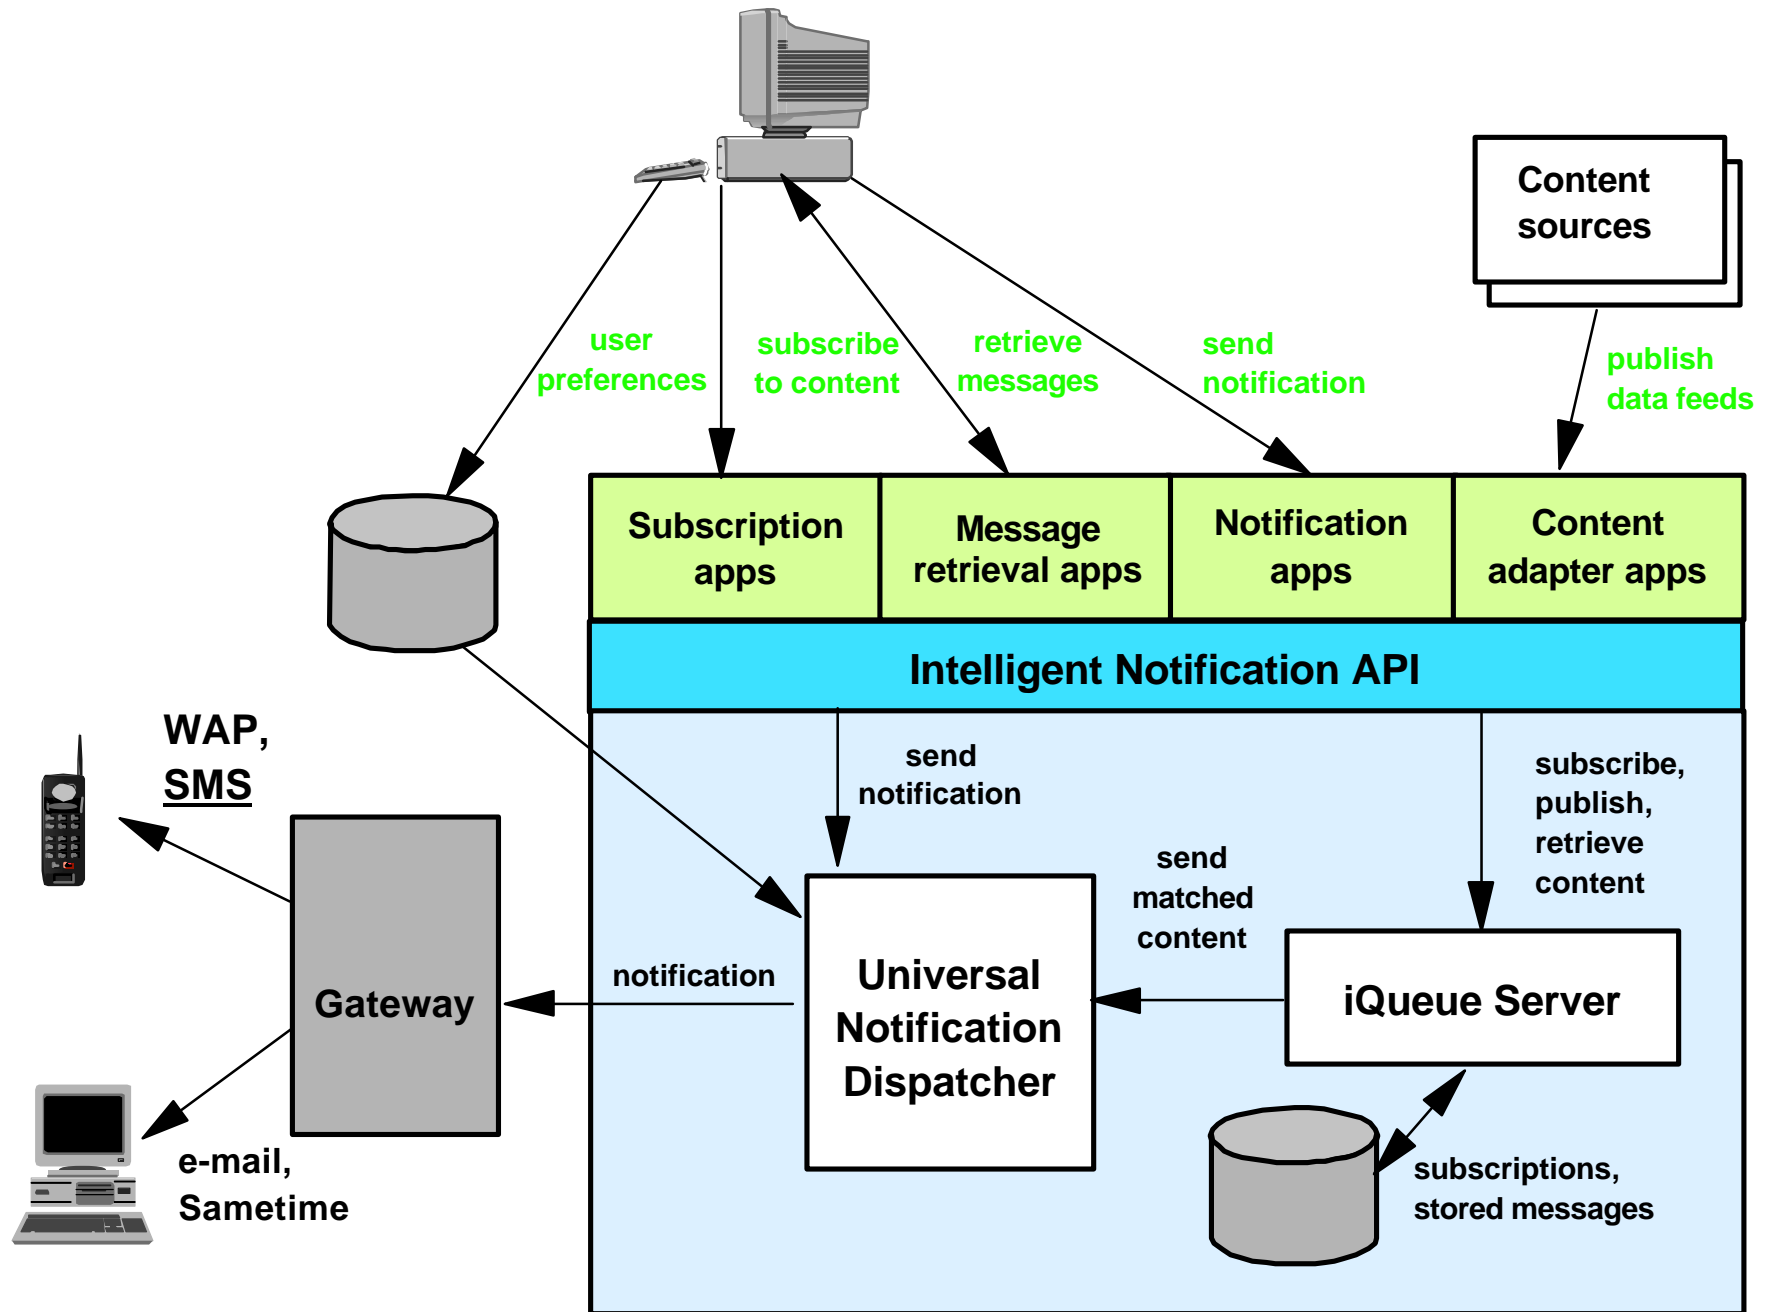 Content
sources
user
preferences
subscribe
to content
retrieve
messages
send
notification
publish
data feeds
Subscription
apps
Message
retrieval apps
Notification
apps
Content
adapter apps
Intelligent Notification API
WAP,
SMS
send
notification
subscribe,
publish,
retrieve
content
send
matched
content
Gateway
notification
Universal
Notification
Dispatcher
iQueue Server
e-mail,
Sametime
subscriptions,
stored messages